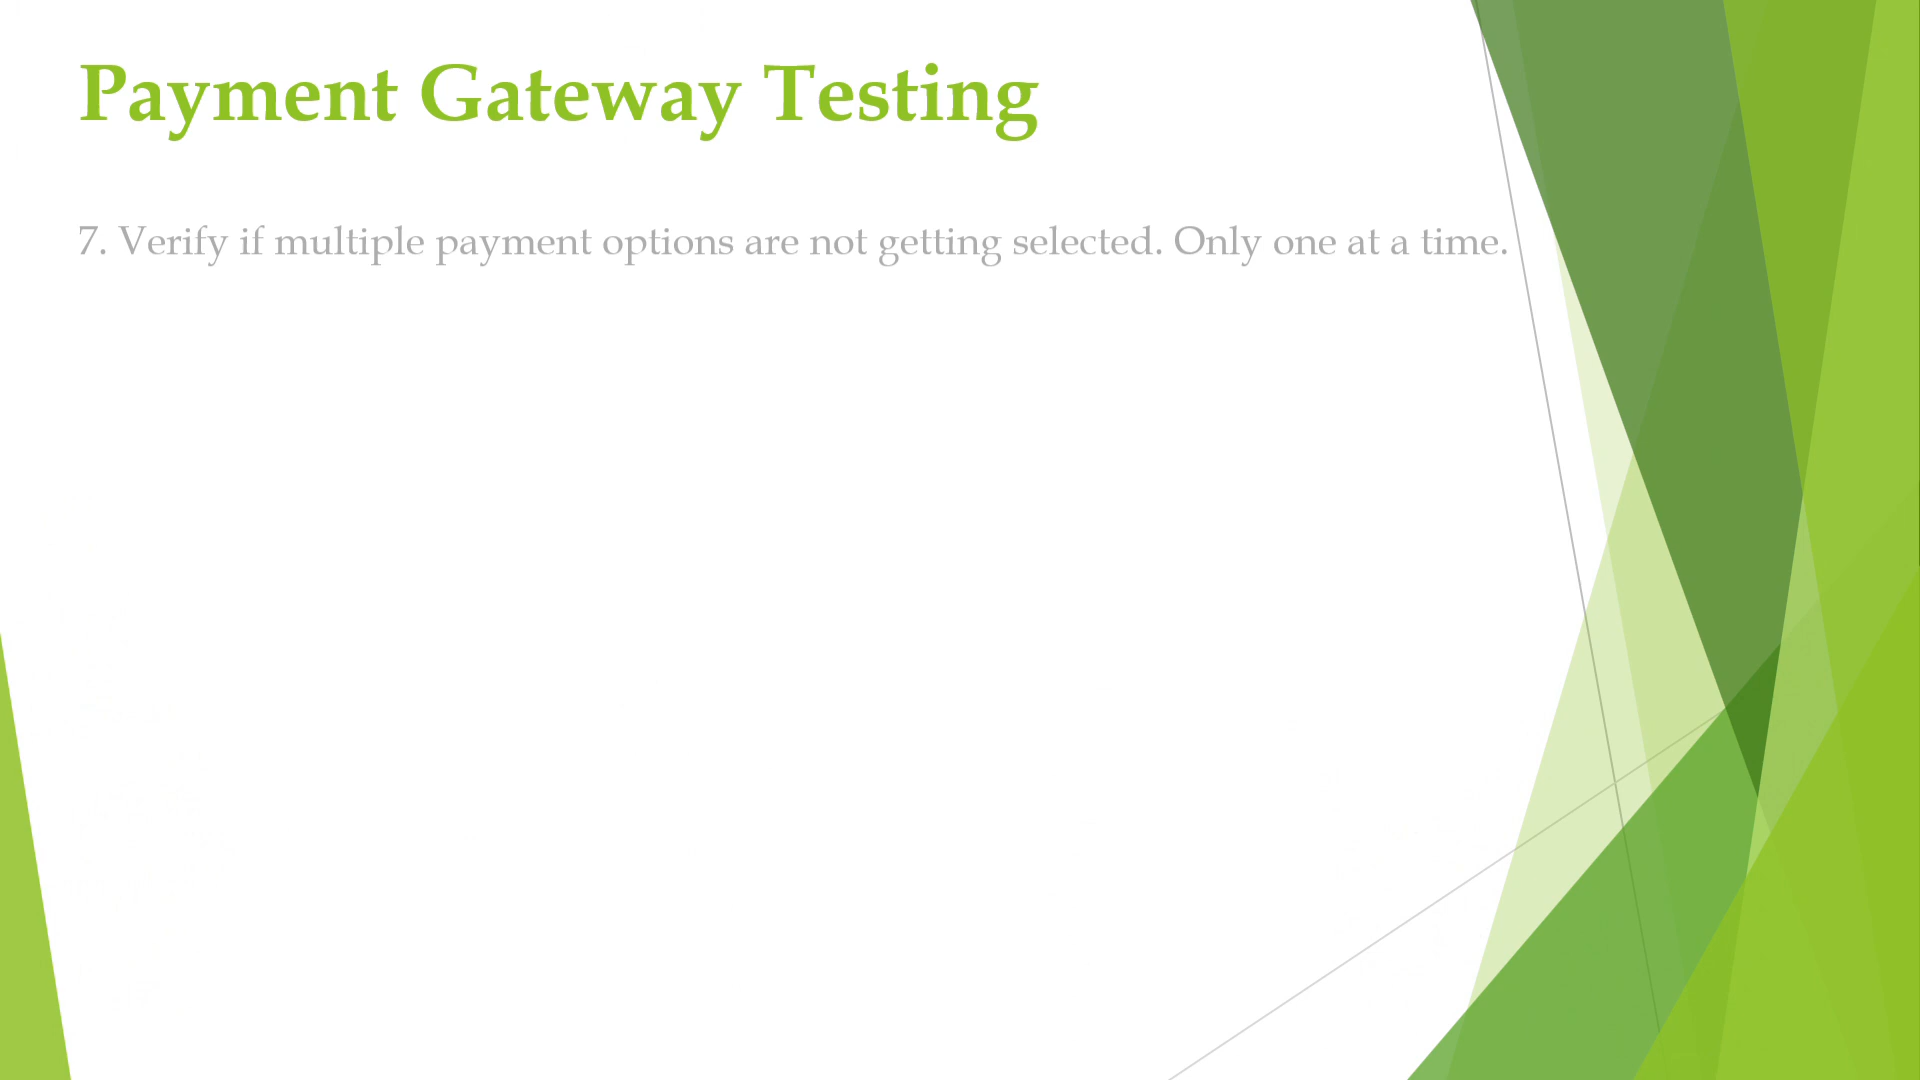 Payment Gateway Testing
7. Verify if multiple payment options are not getting selected. Only one at a time.